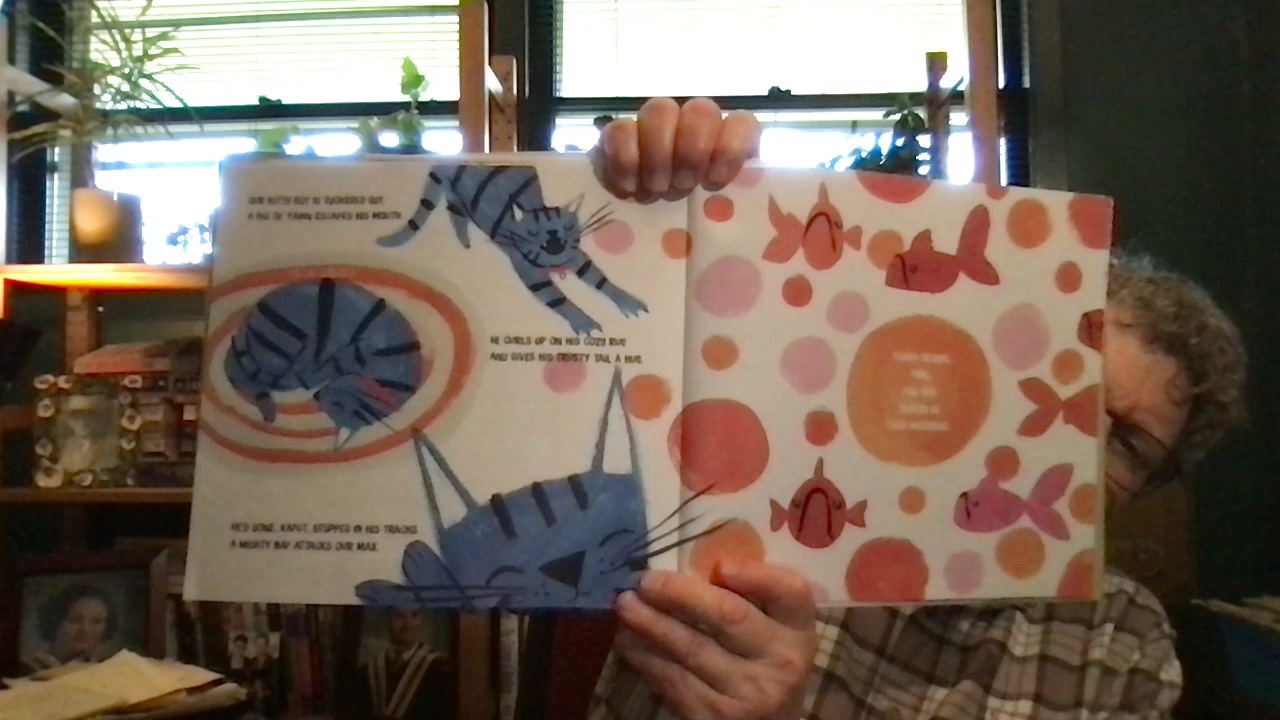 OUR KITTY BOY IS TUCKERED OUT
A BIG OL' YAWN ESCAPES HIS MOUTH
HE CURLS UP ON HIS COZY RUG
AND GIVES HIS TRUSTY TAIL A HUG.
HE'S DONE. KAPUT. STOPPED IN HIS TRACKS
A MIGHTY NAP ATTACKS OUR MAX.